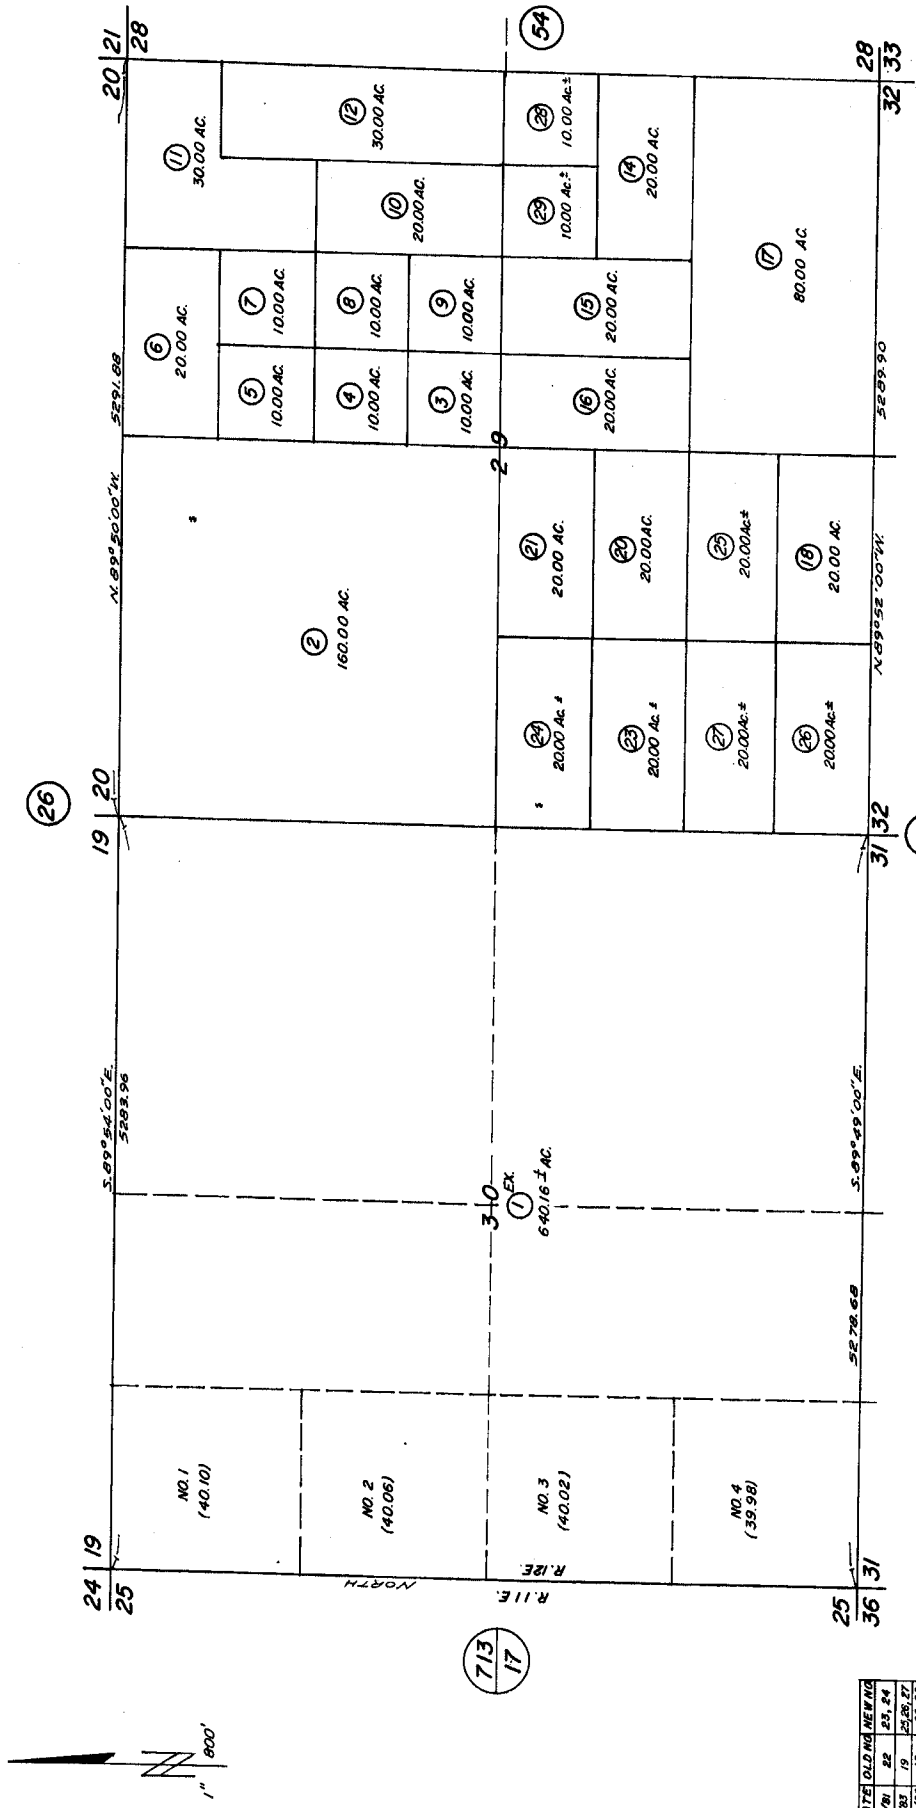 26
24 | 19
25
19 | 20
20 | 21
28
S.89°54'00"E.
5283.96
N.89°50'00"W.
5291.88
1" 800'
713
17
NORTH
R.11E.
R.12E.
NO.1
(40.10)
NO.2
(40.06)
NO.3
(40.02)
NO.4
(39.98)
30
EX.
1
640.16 ± AC.
2
160.00 AC.
6
20.00 AC.
11
30.00 AC.
12
30.00 AC.
5
10.00 AC.
7
10.00 AC.
4
10.00 AC.
8
10.00 AC.
10
20.00 AC.
3
10.00 AC.
9
10.00 AC.
29
54
24
20.00 Ac. ±
21
20.00 AC.
16
20.00 AC.
15
20.00 AC.
29
10.00 Ac.±
28
10.00 Ac.±
23
20.00 Ac. ±
20
20.00 AC.
14
20.00 AC.
27
20.00 Ac.±
25
20.00 Ac±
17
80.00 AC.
26
20.00 Ac±
18
20.00 AC.
25
36 | 31
5278.68
S.89°49'00"E.
31 | 32
N.89°52'00"W.
5289.90
28
32 | 33
OLD NO NEW NO
22 23, 24
19 25,26,27